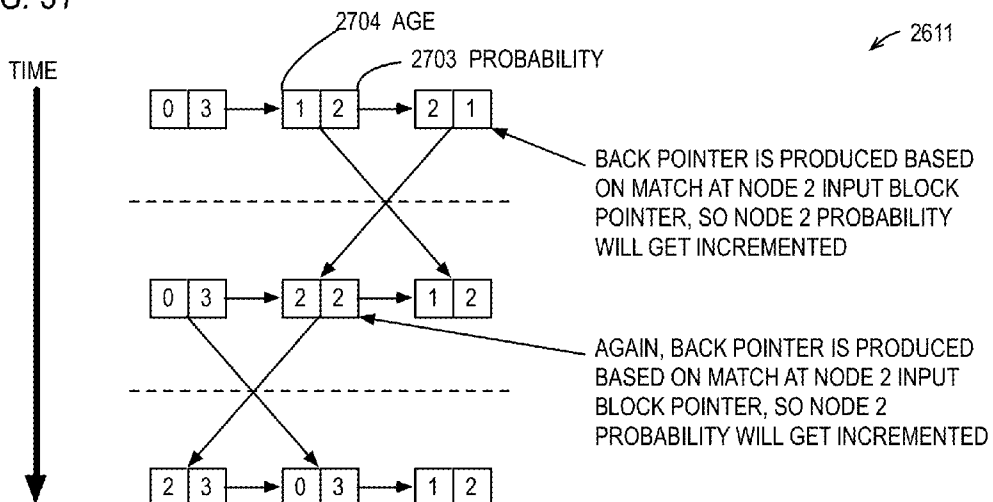 2704 AGE
2611
2703 PROBABILITY
TIME
0 3 1 2 2 1
BACK POINTER IS PRODUCED BASED
ON MATCH AT NODE 2 INPUT BLOCK
POINTER, SO NODE 2 PROBABILITY
WILL GET INCREMENTED
0 3 2 2 1 2
AGAIN, BACK POINTER IS PRODUCED
BASED ON MATCH AT NODE 2 INPUT
BLOCK POINTER, SO NODE 2
PROBABILITY WILL GET INCREMENTED
2 3 0 3 1 2